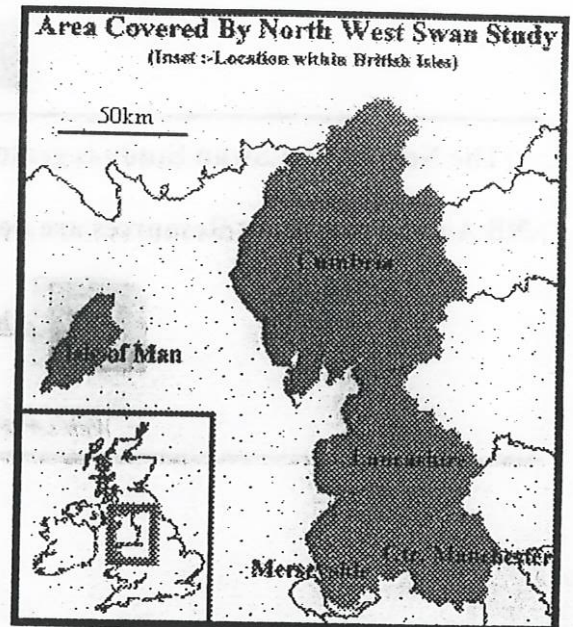 Area Covered By North West Swan Study
(Inset :-Location within British Isles)
50km
Cumbria
Isle of Man
Lancashire
Gtr. Manchester
Merseyside